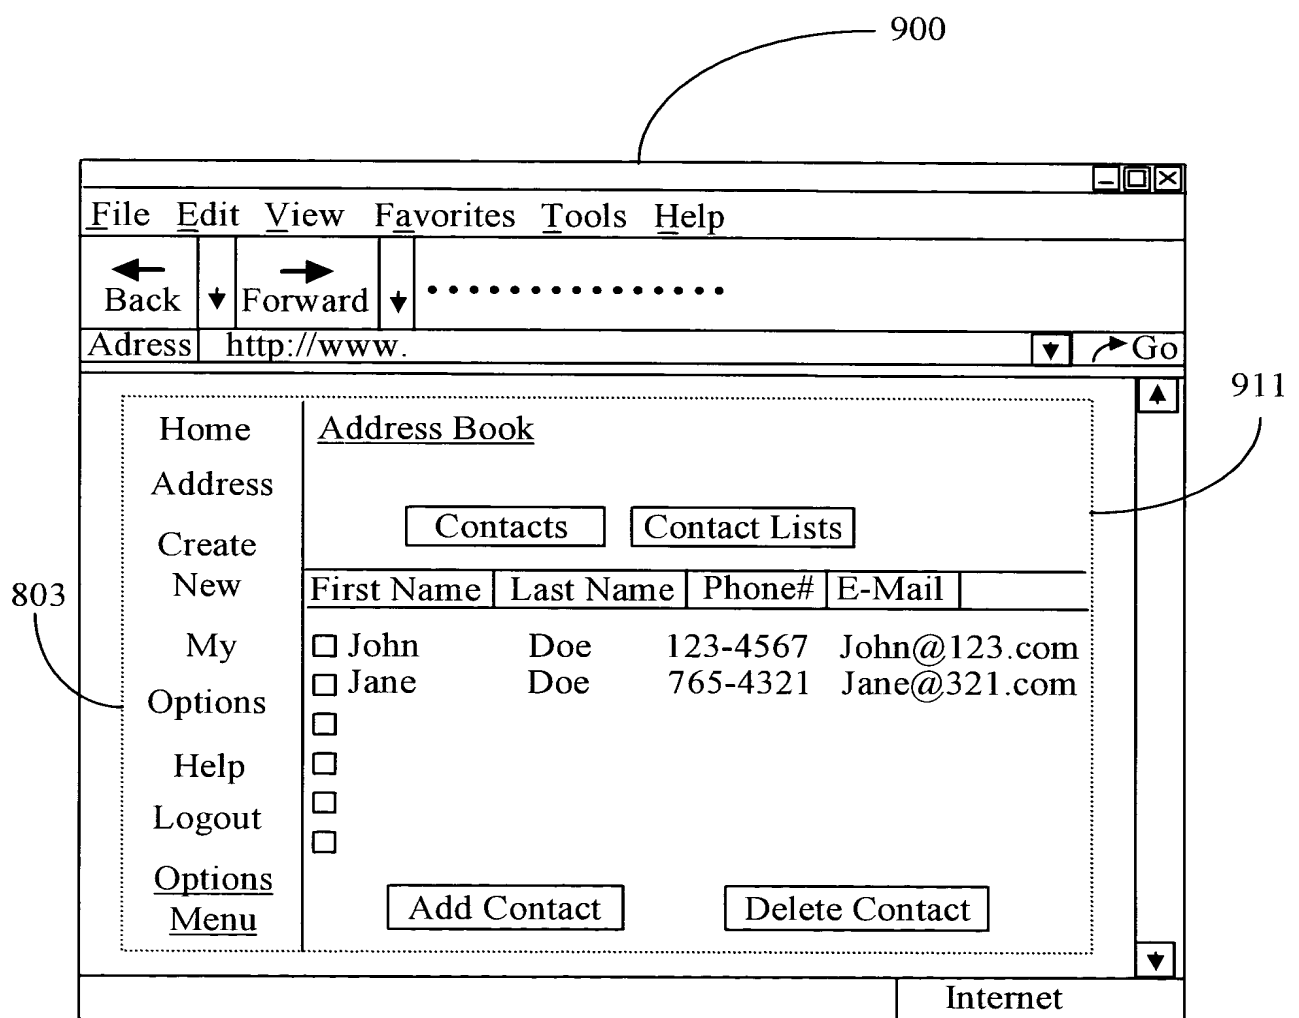 900
File Edit View Favorites Tools Help
Back Forward
Adress http://www. Go
911
803
Home
Address
Create
New
My
Options
Help
Logout
Options
Menu
Address Book
Contacts Contact Lists
First Name Last Name Phone# E-Mail
John Doe 123-4567 John@123.com
Jane Doe 765-4321 Jane@321.com
Add Contact Delete Contact
Internet